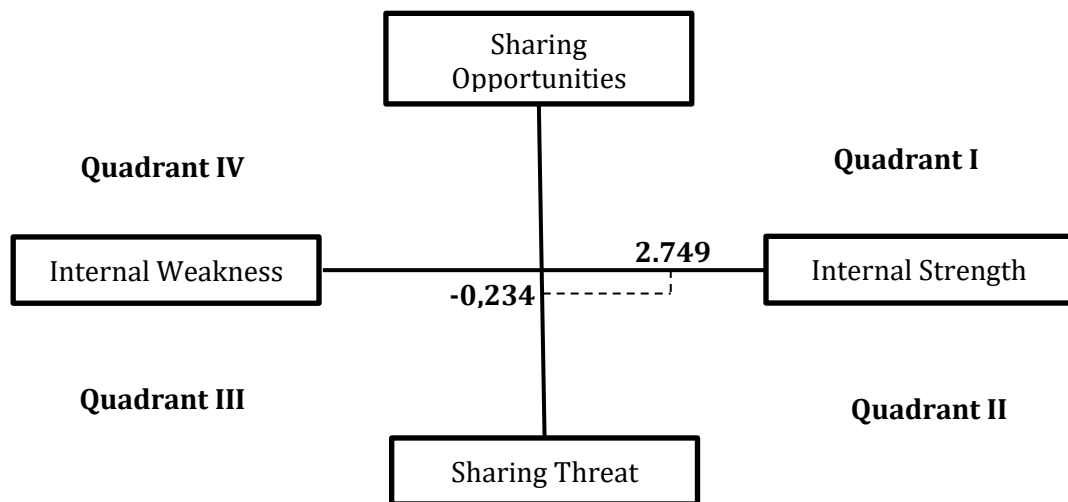 Sharing
Opportunities
Quadrant IV
Quadrant I
Internal Weakness
2.749
Internal Strength
-0,234
Quadrant III
Quadrant II
Sharing Threat